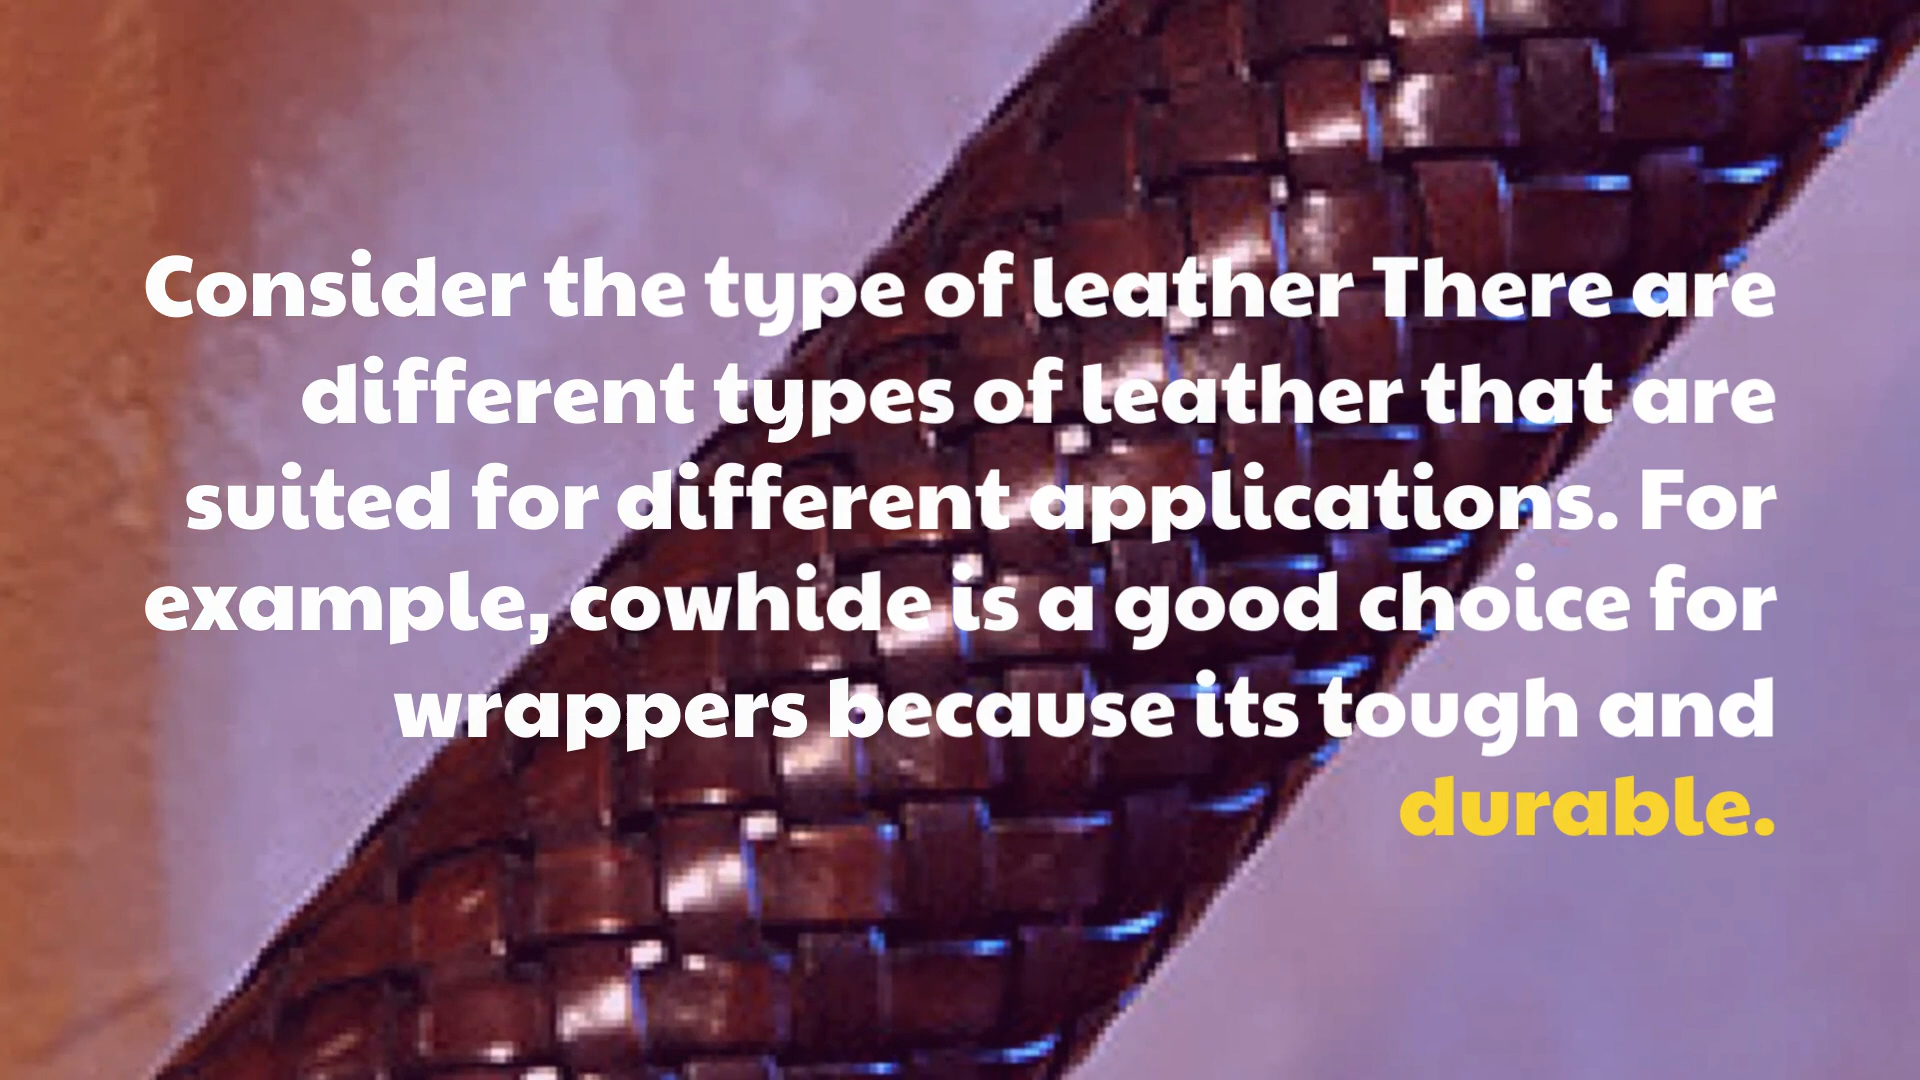 Consider the type of leather There are
different types of leather that are
suited for different applications. For
example, cowhide is a good choice for
wrappers because its tough and
durable.